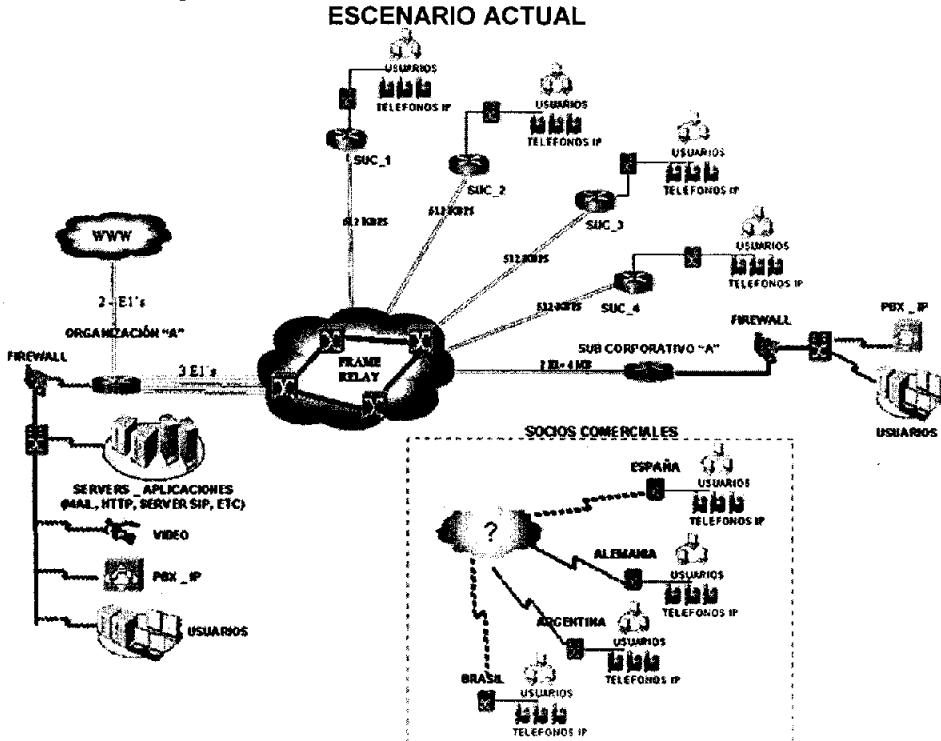 ESCENARIO ACTUAL
USUARIOS
TELEFONOS IP
SUC_1
USUARIOS
TELEFONOS IP
SUC_2
USUARIOS
TELEFONOS IP
SUC_3
USUARIOS
TELEFONOS IP
SUC_4
512 KBPS
512 KBPS
512 KBPS
512 KBPS
WWW
2 - E1's
ORGANIZACIÓN "A"
FIREWALL
3 E1's
FRAME
RELAY
SUB CORPORATIVO "A"
FIREWALL
PBX _ IP
USUARIOS
SERVERS _ APLICACIONES
(MAIL, HTTP, SERVER SIP, ETC)
VIDEO
PBX _ IP
USUARIOS
SOCIOS COMERCIALES
?
ESPAÑA
USUARIOS
TELEFONOS IP
ALEMANIA
USUARIOS
TELEFONOS IP
ARGENTINA
USUARIOS
TELEFONOS IP
BRASIL
USUARIOS
TELEFONOS IP